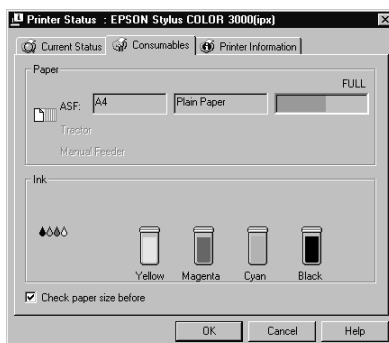 Printer Status : EPSON Stylus COLOR 3000(ipx)
Current Status Consumables Printer Information
Paper
FULL
ASF: A4 Plain Paper
Tractor
Manual Feeder
Ink
Yellow Magenta Cyan Black
Check paper size before
OK Cancel Help